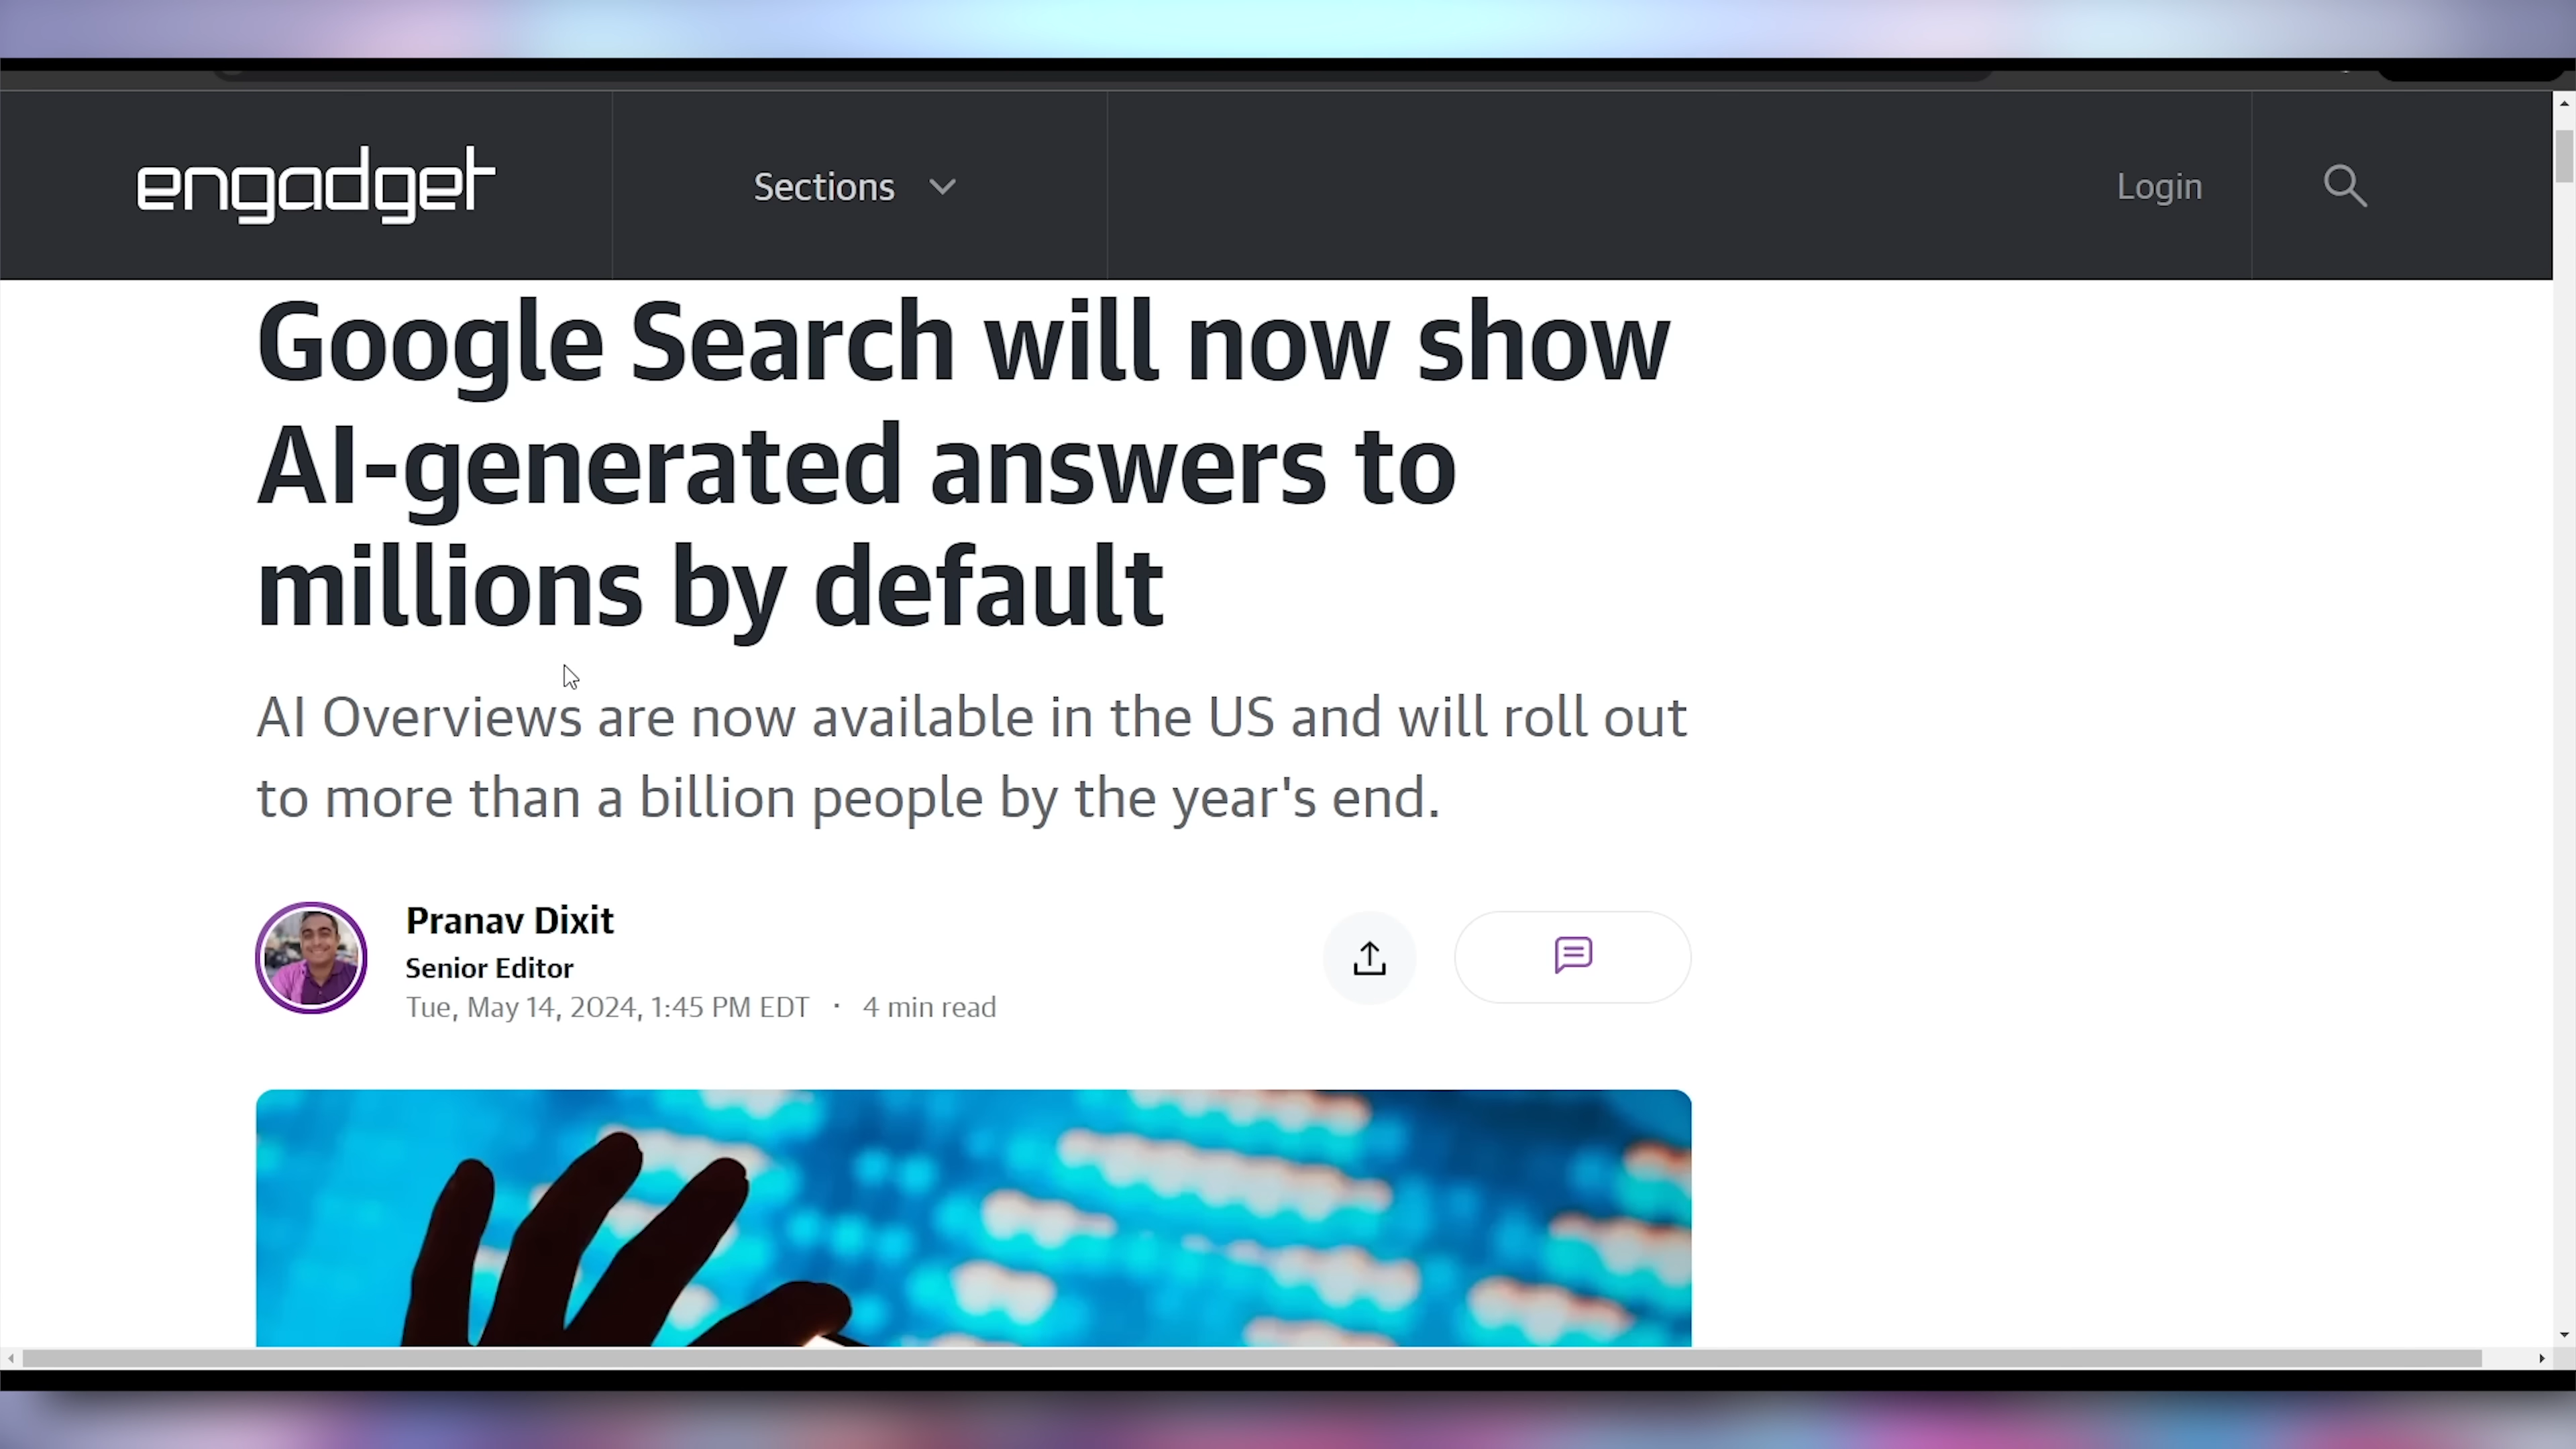 engadget
Sections
Login
Google Search will now show
AI-generated answers to
millions by default
AI Overviews are now available in the US and will roll out
to more than a billion people by the year's end.
Pranav Dixit
Senior Editor
Tue, May 14, 2024, 1:45 PM EDT · 4 min read